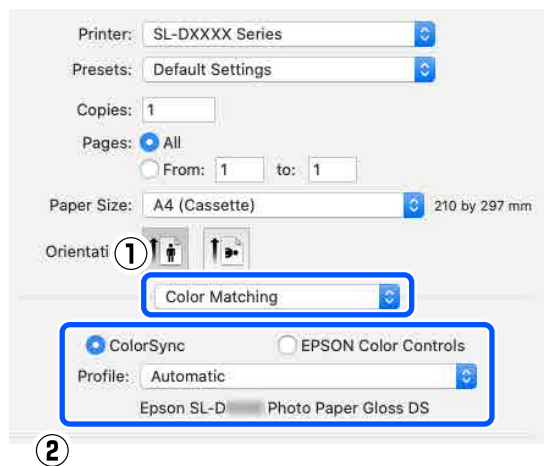 Printer: SL-DXXXX Series
Presets: Default Settings
Copies: 1
Pages: All
From: 1 to: 1
Paper Size: A4 (Cassette) 210 by 297 mm
Orientati
1
Color Matching
ColorSync EPSON Color Controls
Profile: Automatic
Epson SL-D Photo Paper Gloss DS
2